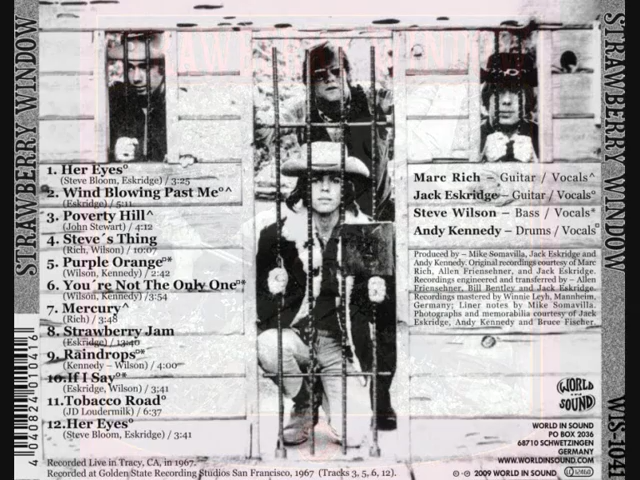 STRAWBERRY WINDOW
STRAWBERRY WINDOW
WIS-1041
1. Her Eyes°
(Steve Bloom, Eskridge) / 3:25
2. Wind Blowing Past Me°^
(Eskridge) / 5:11
3. Poverty Hill^
(John Stewart) / 4:12
4. Steve´s Thing
(Rich, Wilson) / 10:07
5. Purple Orange°*
(Wilson, Kennedy) / 2:42
6. You´re Not The Only One°*
(Wilson, Kennedy) / 3:54
7. Mercury^
(Rich) / 3:48
8. Strawberry Jam
(Eskridge) / 13:40
9. Raindrops°*
(Kennedy – Wilson) / 4:00
10.If I Say°*
(Eskridge, Wilson) / 3:41
11.Tobacco Road°
(JD Loudermilk) / 6:37
12.Her Eyes°
(Steve Bloom, Eskridge) / 3:41
Recorded Live in Tracy, CA, in 1967.
Recorded at Golden State Recording Studios San Francisco, 1967 (Tracks 3, 5, 6, 12).
Marc Rich – Guitar / Vocals^
Jack Eskridge – Guitar / Vocals°
Steve Wilson – Bass / Vocals*
Andy Kennedy – Drums / Vocals°
Produced by – Mike Somavilla, Jack Eskridge and
Andy Kennedy. Original recordings courtesy of Marc
Rich, Allen Friensehner, and Jack Eskridge.
Recordings engineered and transferred by – Allen
Friensehner, Bill Bentley and Jack Eskridge.
Recordings mastered by Winnie Leyh, Mannheim,
Germany; Liner notes by Mike Somavilla.
Photographs and memorabilia courtesy of Jack
Eskridge, Andy Kennedy and Bruce Fischer.
WORLD
IN
SOUND
WORLD IN SOUND
PO BOX 2036
68710 SCHWETZINGEN
GERMANY
WWW.WORLDINSOUND.COM
℗ © 2009 WORLD IN SOUND
4 040824 010416